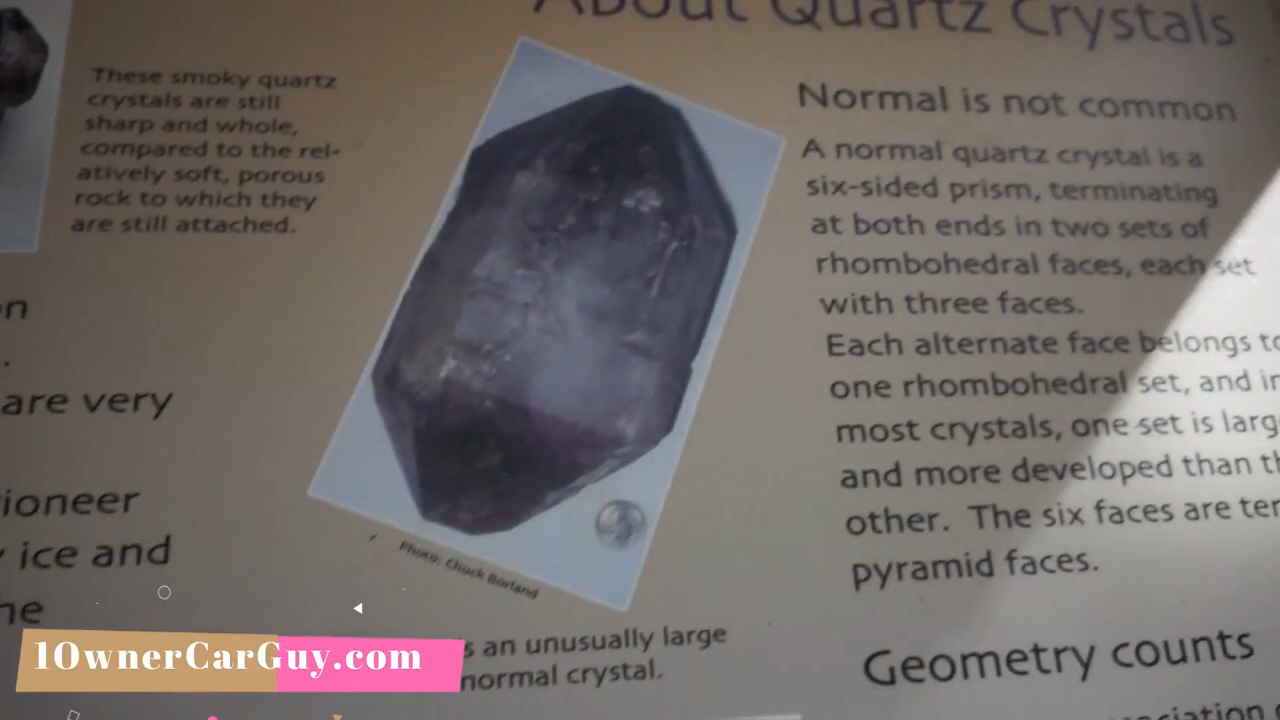 About Quartz Crystals
These smoky quartz
crystals are still
sharp and whole,
compared to the rel-
atively soft, porous
rock to which they
are still attached.
on
.
are very
ioneer
ice and
he
Photo: Chuck Borland
s an unusually large
normal crystal.
Normal is not common
A normal quartz crystal is a
six-sided prism, terminating
at both ends in two sets of
rhombohedral faces, each set
with three faces.
Each alternate face belongs to
one rhombohedral set, and in
most crystals, one set is larg
and more developed than th
other. The six faces are ter
pyramid faces.
Geometry counts
1OwnerCarGuy.com